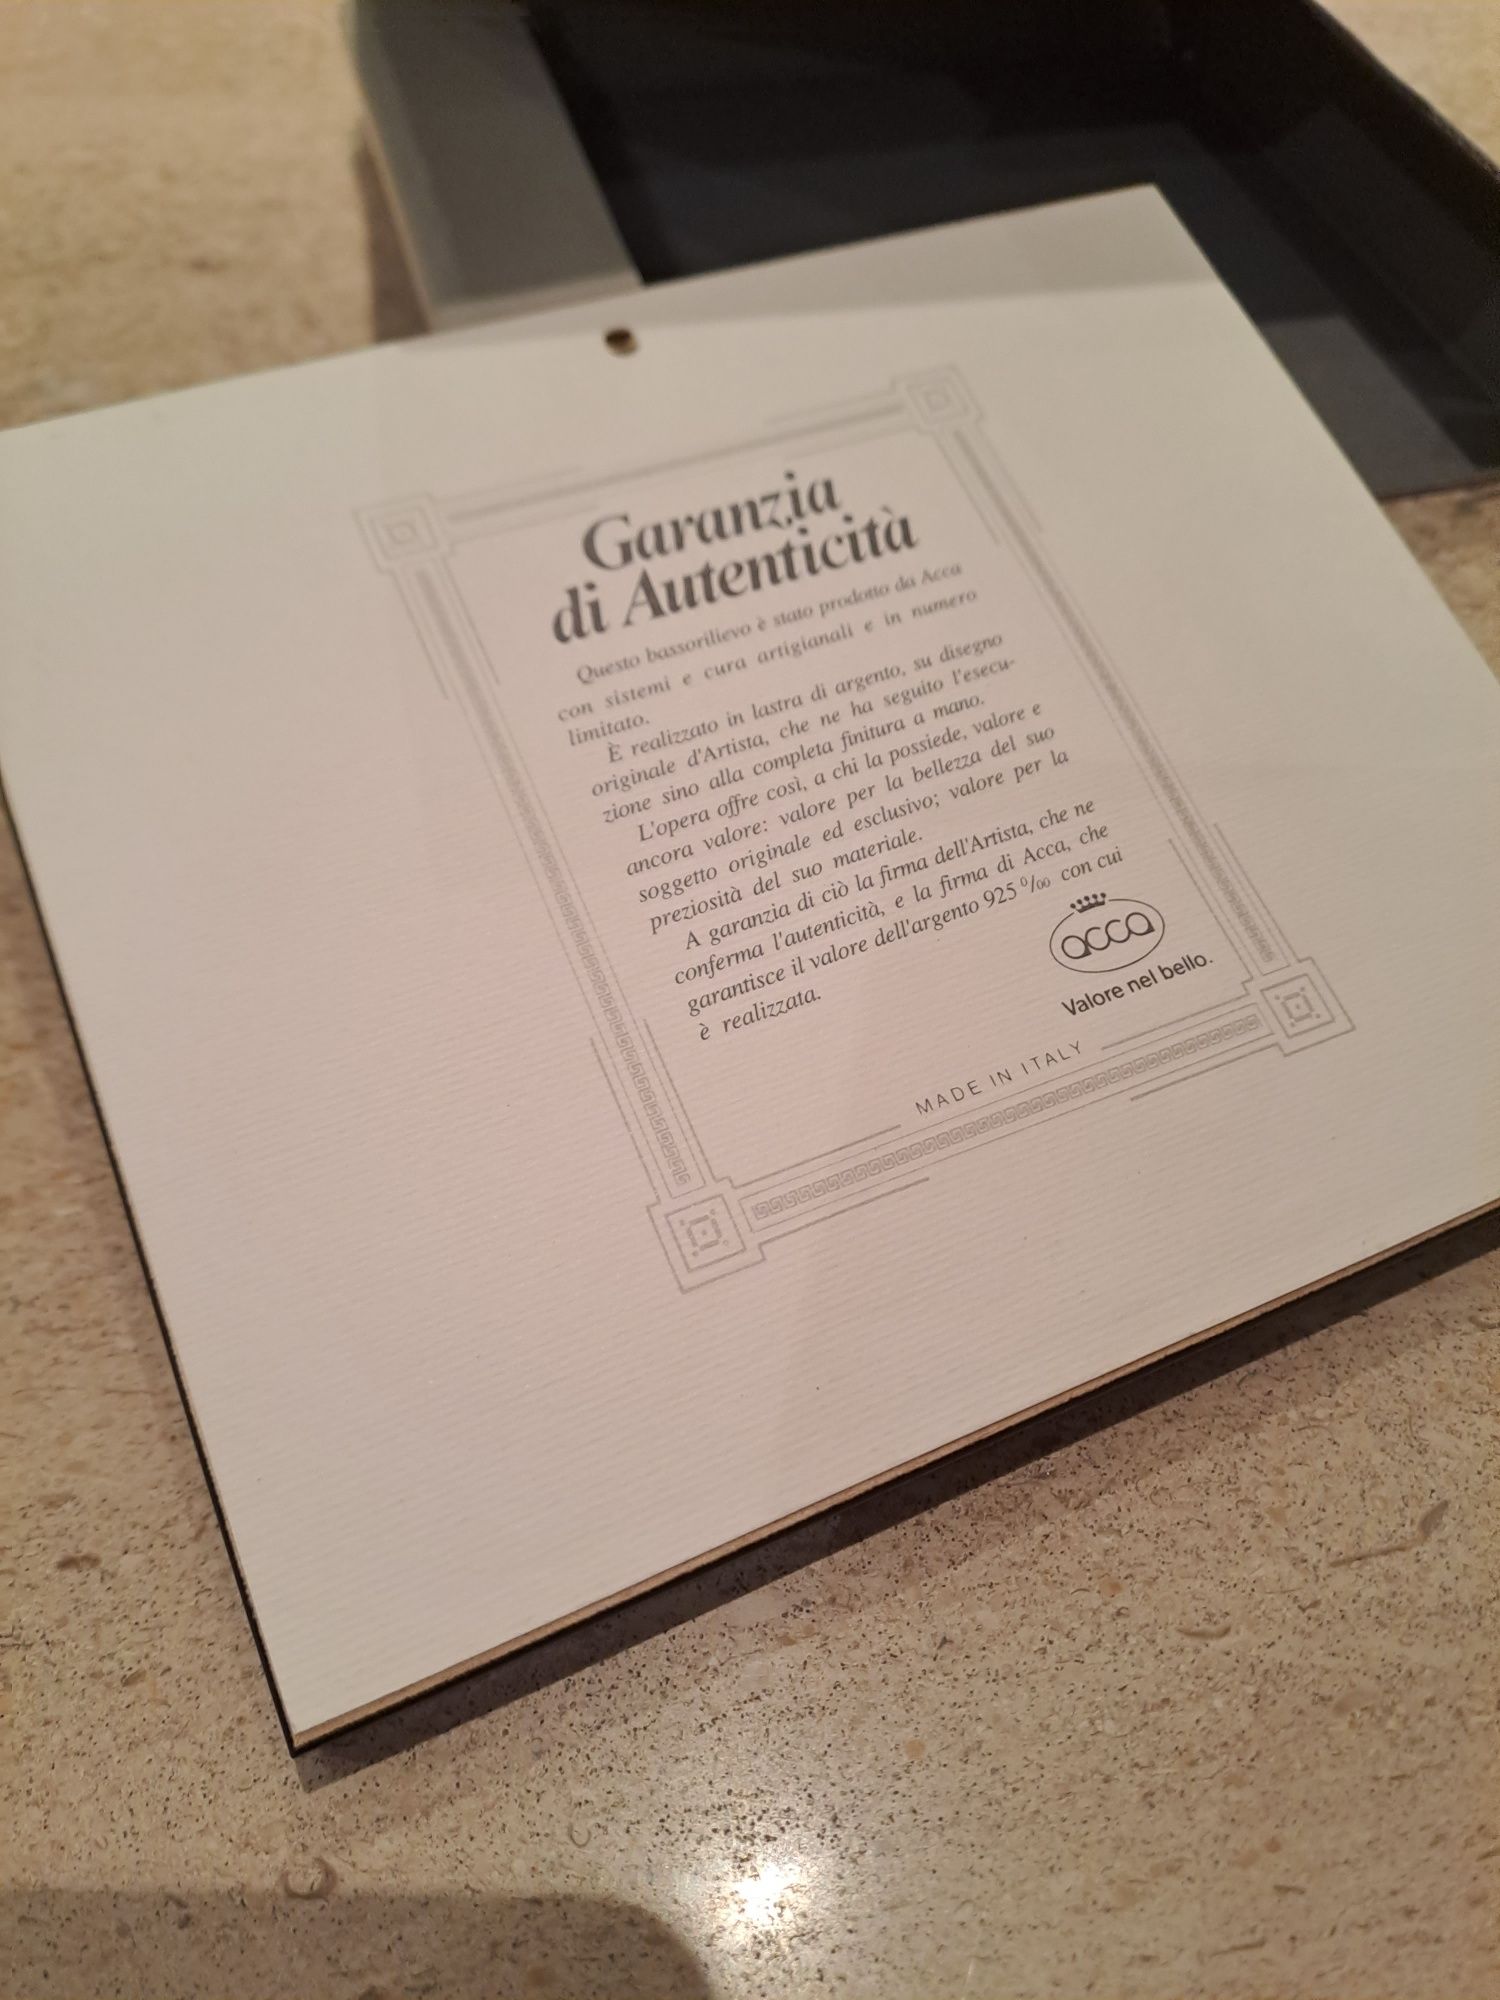 Garanzia
di Autenticità
Questo bassorilievo è stato prodotto da Acca
con sistemi e cura artigianali e in numero
limitato.
È realizzato in lastra di argento, su disegno
originale d'Artista, che ne ha seguito l'esecu-
zione sino alla completa finitura a mano.
L'opera offre così, a chi la possiede, valore e
ancora valore: valore per la bellezza del suo
soggetto originale ed esclusivo; valore per la
preziosità del suo materiale.
A garanzia di ciò la firma dell'Artista, che ne
conferma l'autenticità, e la firma di Acca, che
garantisce il valore dell'argento 925 ⁰/₀₀ con cui
è realizzata.
acca
Valore nel bello.
MADE IN ITALY